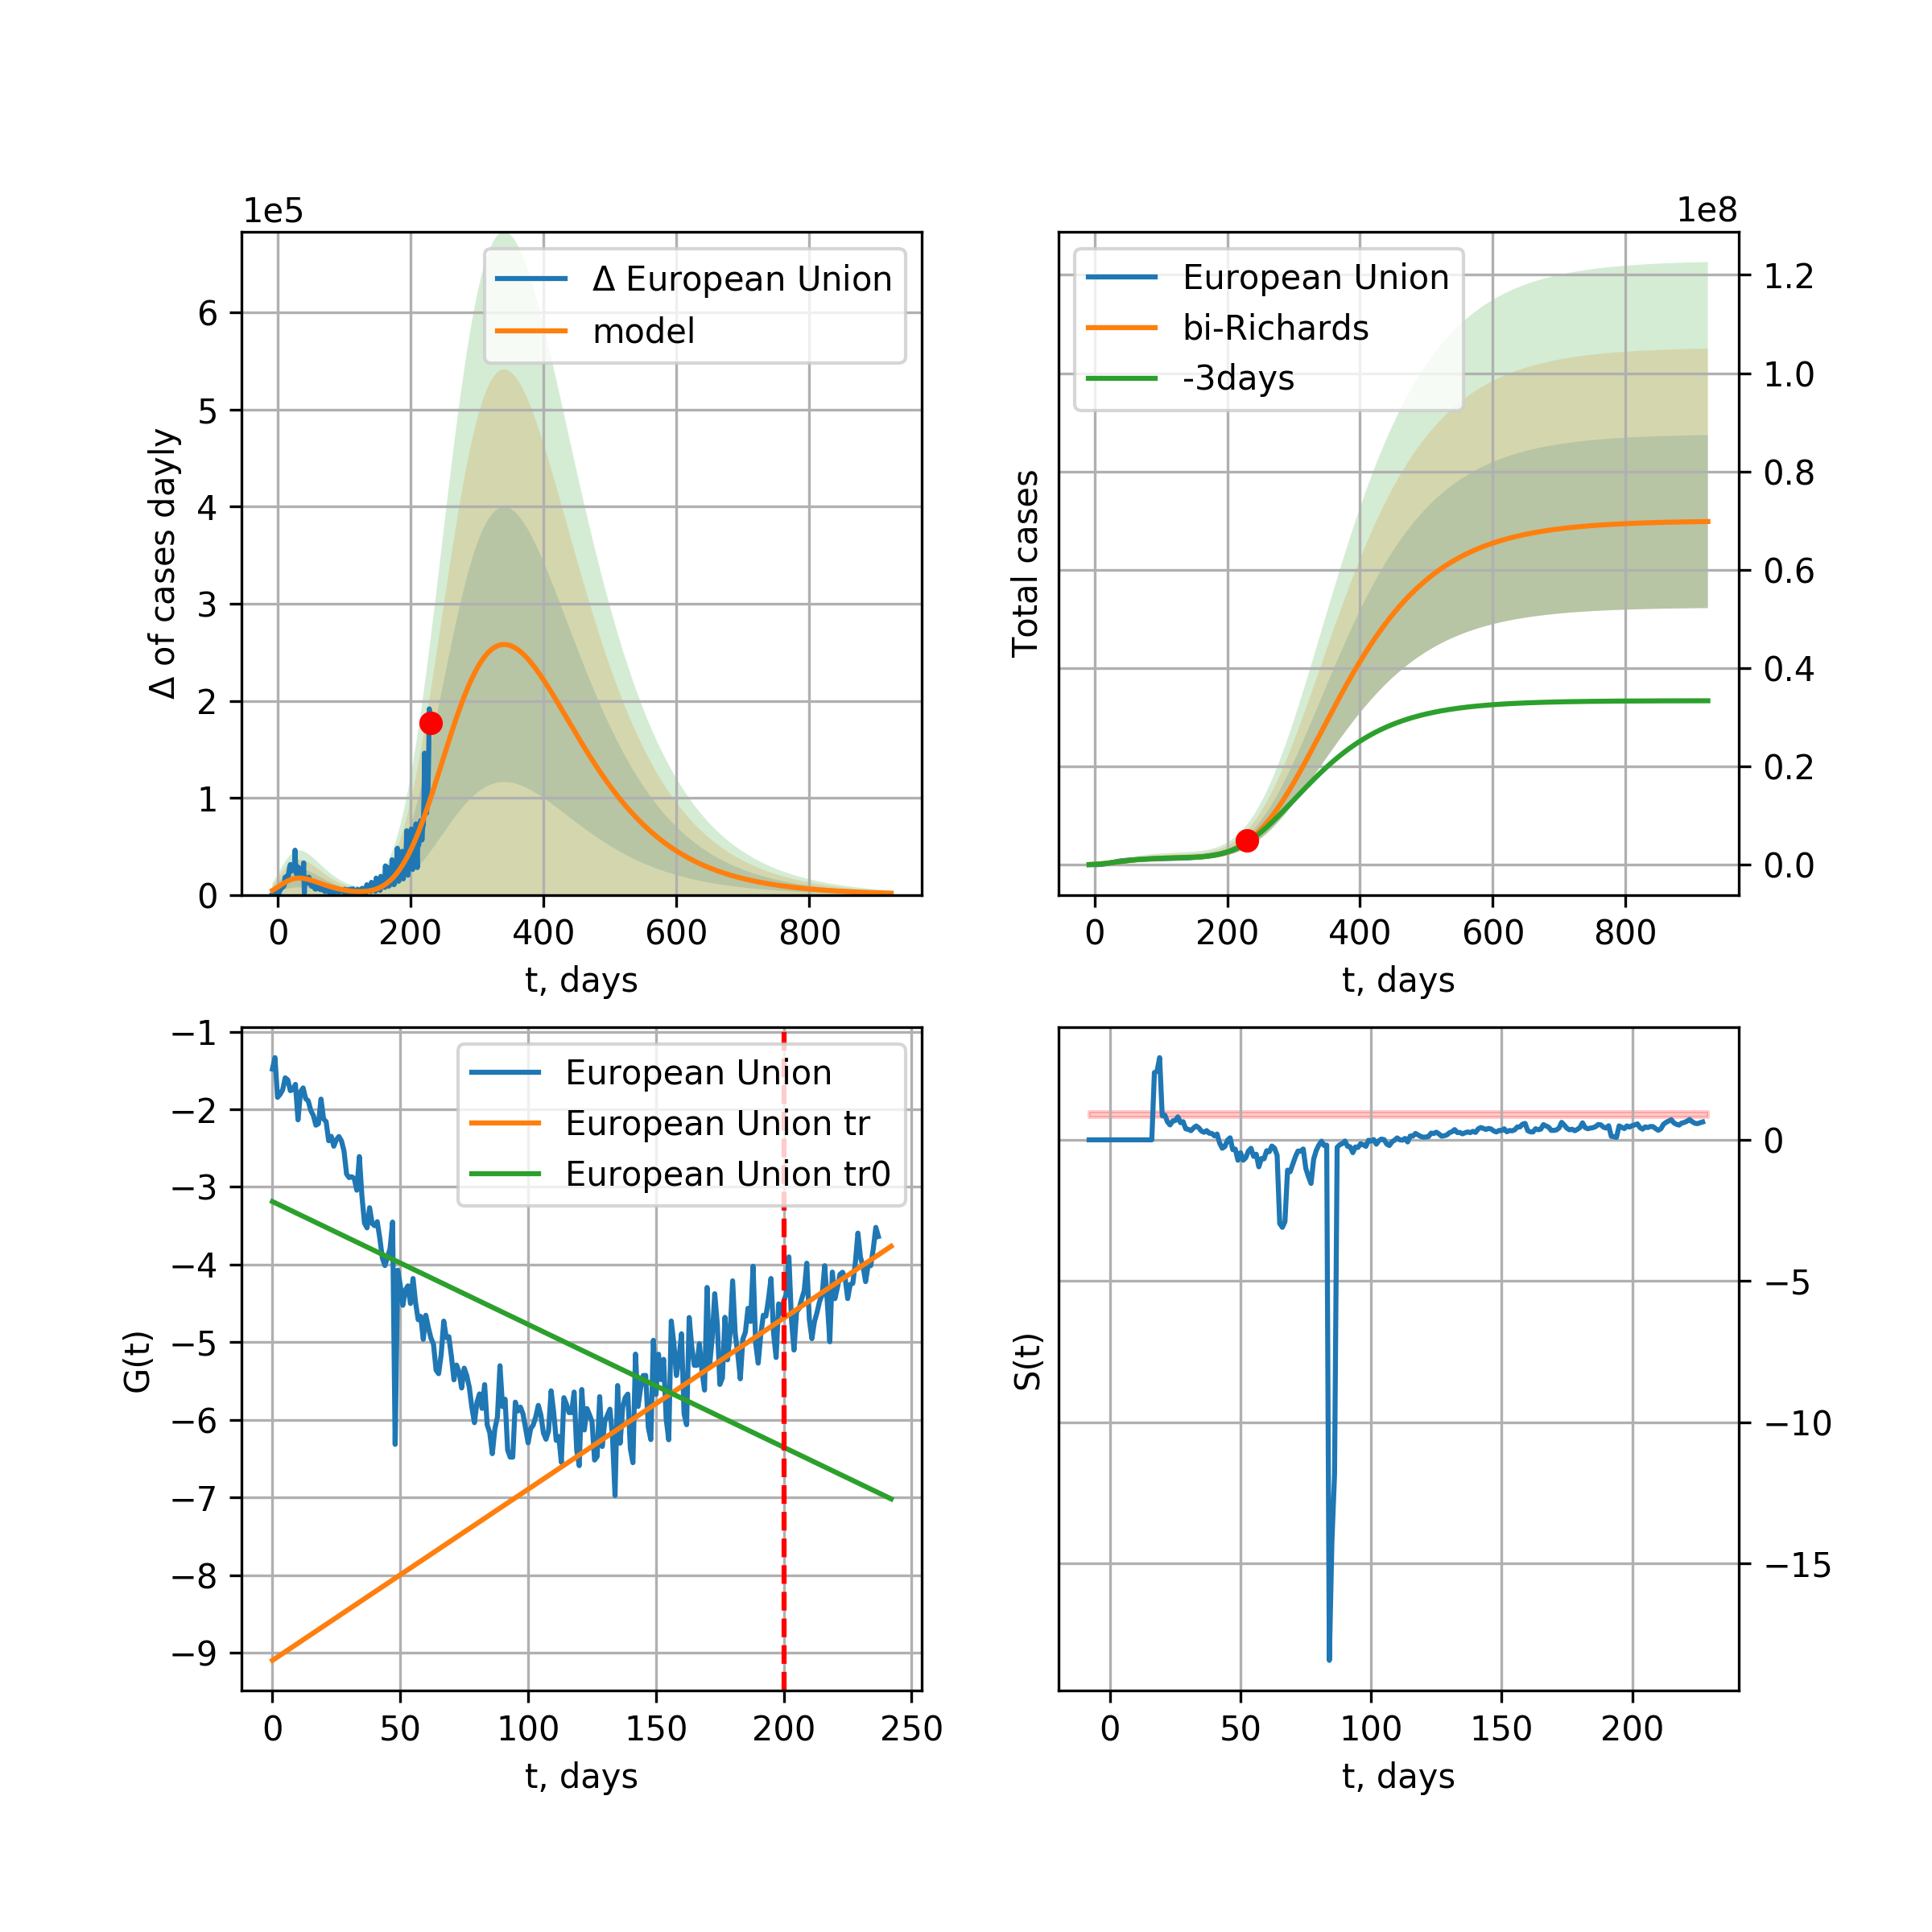 1e5
Δ European Union
model
6
5
4
3
2
1
0
Δ of cases dayly
0 200 400 600 800
t, days
1e8
European Union
bi-Richards
-3days
1.2
1.0
0.8
0.6
0.4
0.2
0.0
Total cases
0 200 400 600 800
t, days
European Union
European Union tr
European Union tr0
−1
−2
−3
−4
−5
−6
−7
−8
−9
G(t)
0 50 100 150 200 250
t, days
0
−5
−10
−15
S(t)
0 50 100 150 200
t, days